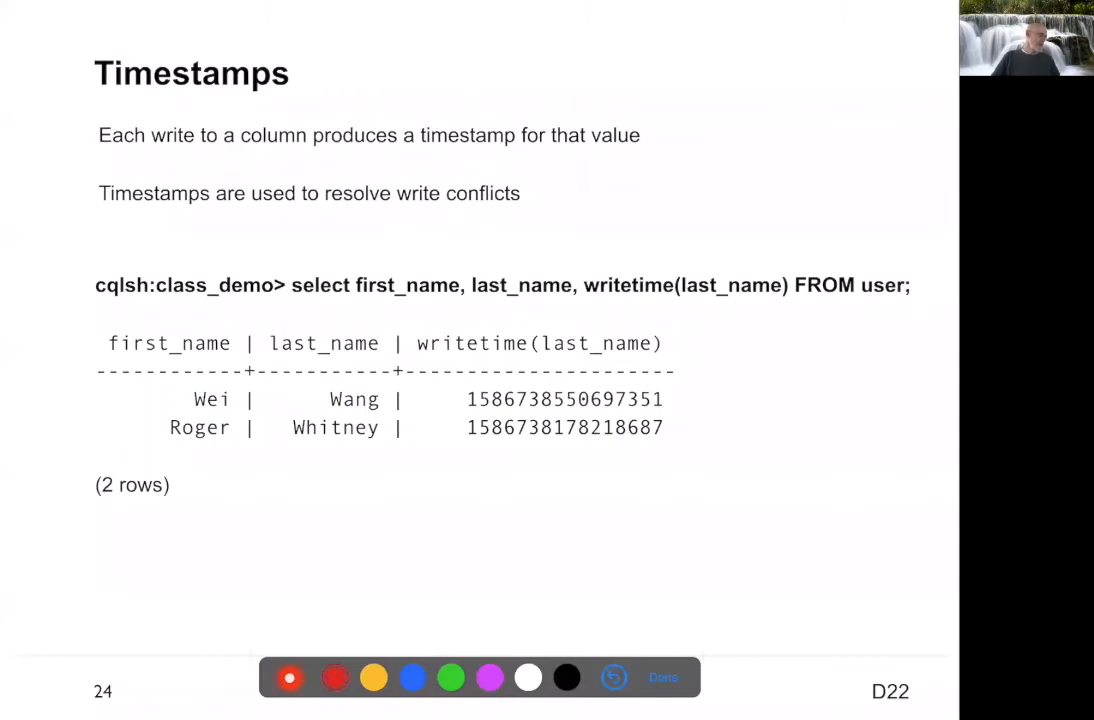 Timestamps
Each write to a column produces a timestamp for that value
Timestamps are used to resolve write conflicts
cqlsh:class_demo> select first_name, last_name, writetime(last_name) FROM user;
first_name | last_name | writetime(last_name)
------------+-----------+----------------------
Wei | Wang | 1586738550697351
Roger | Whitney | 1586738178218687
(2 rows)
Done
24
D22